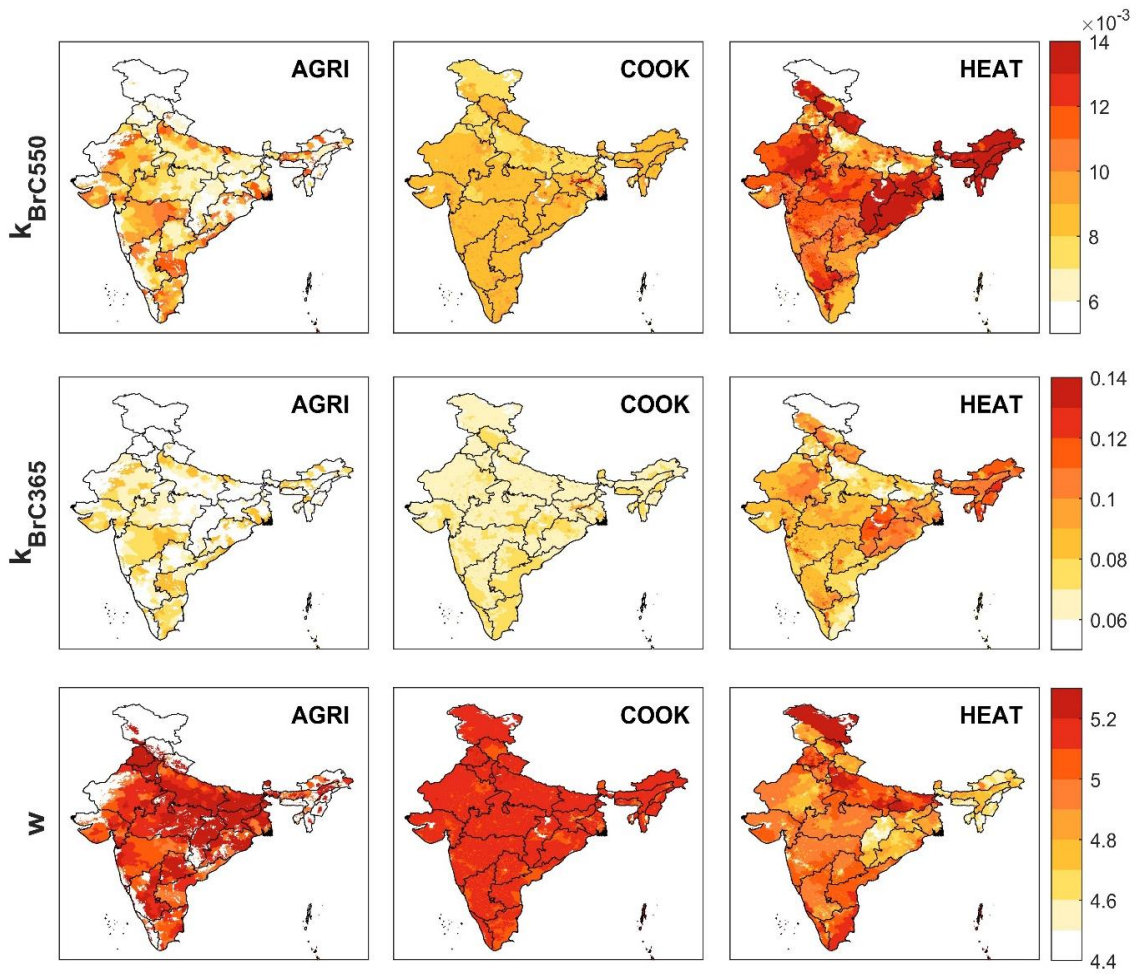 ×10⁻³
AGRI COOK HEAT
14
12
10
8
6
k_BrC550
AGRI COOK HEAT
0.14
0.12
0.1
0.08
0.06
k_BrC365
AGRI COOK HEAT
5.2
5
4.8
4.6
4.4
w